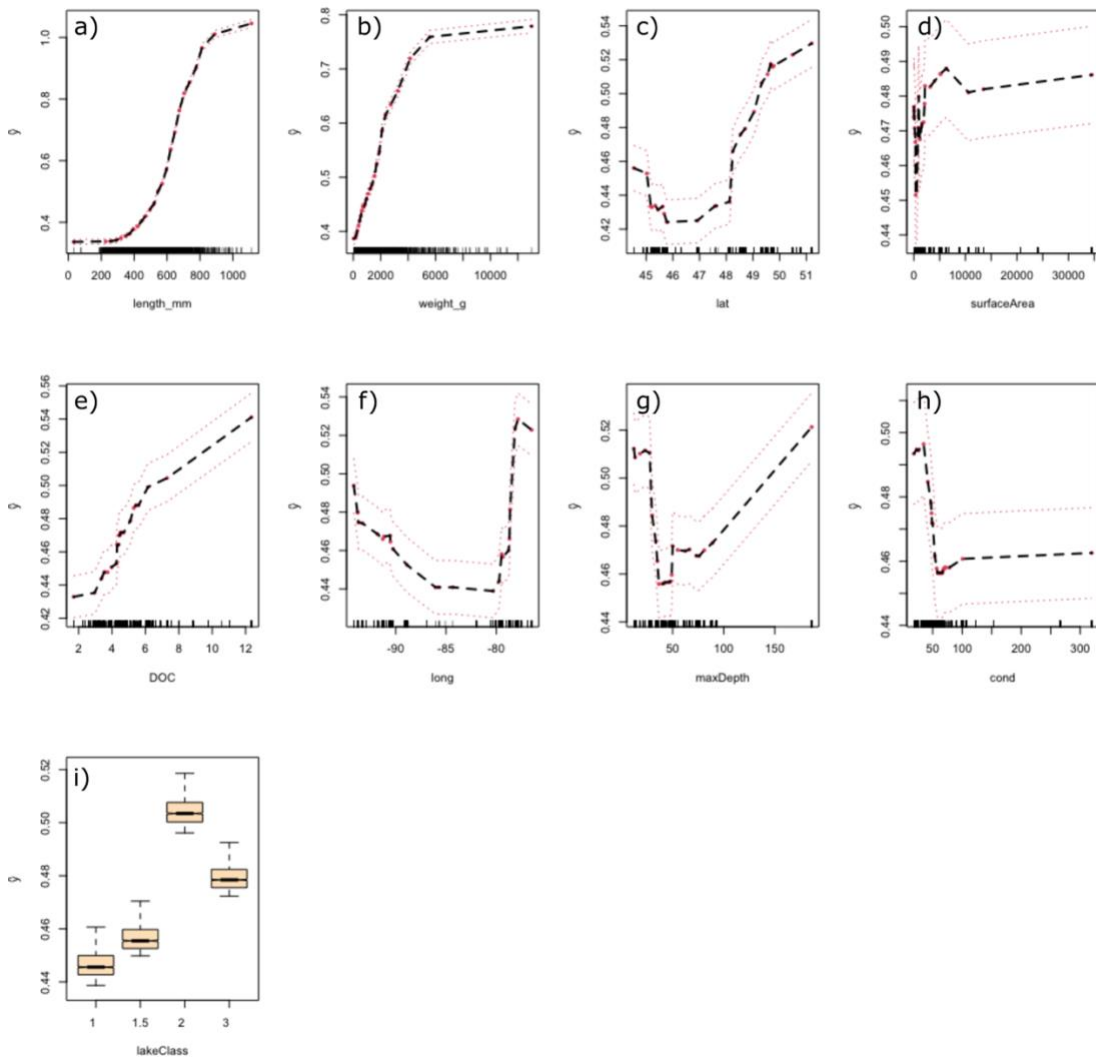 a)
1.0
0.8
0.6
0.4
ŷ
0 200 400 600 800 1000
length_mm
b)
0.8
0.7
0.6
0.5
0.4
ŷ
0 2000 6000 10000
weight_g
c)
0.54
0.52
0.50
0.48
0.46
0.44
0.42
ŷ
45 46 47 48 49 50 51
lat
d)
0.50
0.49
0.48
0.47
0.46
0.45
0.44
ŷ
0 10000 20000 30000
surfaceArea
e)
0.56
0.54
0.52
0.50
0.48
0.46
0.44
0.42
ŷ
2 4 6 8 10 12
DOC
f)
0.54
0.52
0.50
0.48
0.46
0.44
ŷ
-90 -85 -80
long
g)
0.52
0.50
0.48
0.46
0.44
ŷ
50 100 150
maxDepth
h)
0.50
0.48
0.46
0.44
ŷ
50 100 200 300
cond
i)
0.52
0.50
0.48
0.46
0.44
ŷ
1 1.5 2 3
lakeClass